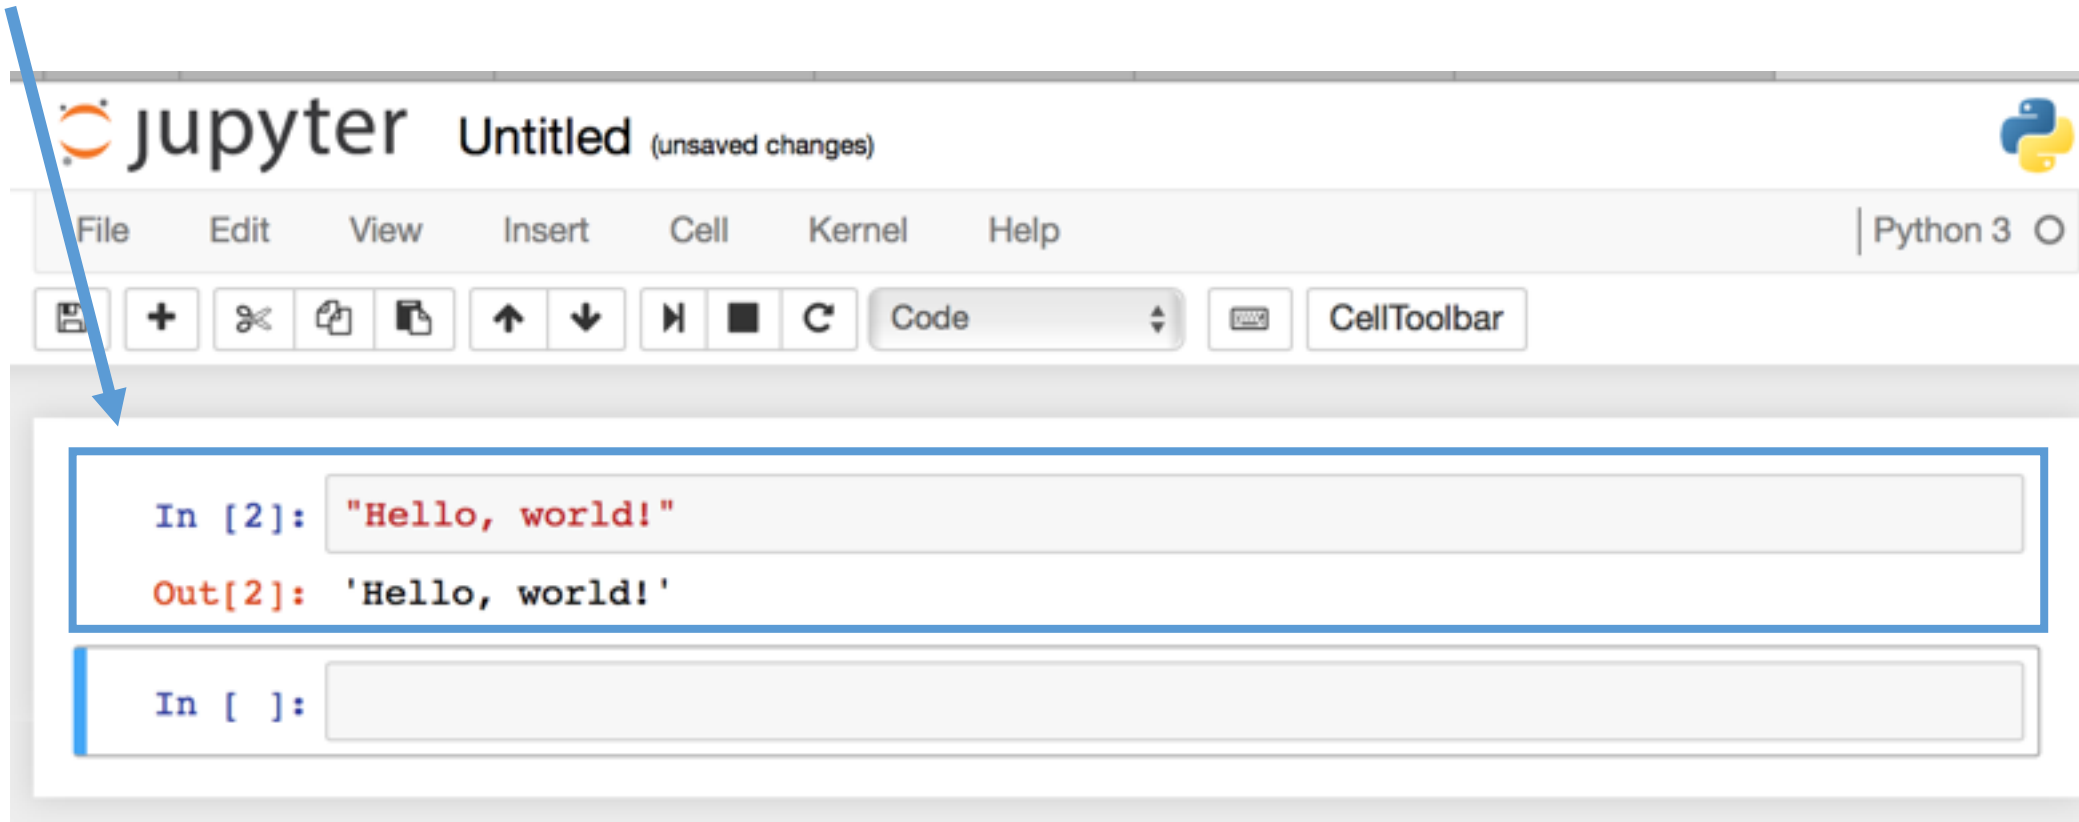 jupyter Untitled (unsaved changes)
File Edit View Insert Cell Kernel Help Python 3
Code CellToolbar
In [2]: "Hello, world!"
Out[2]: 'Hello, world!'
In [ ]: